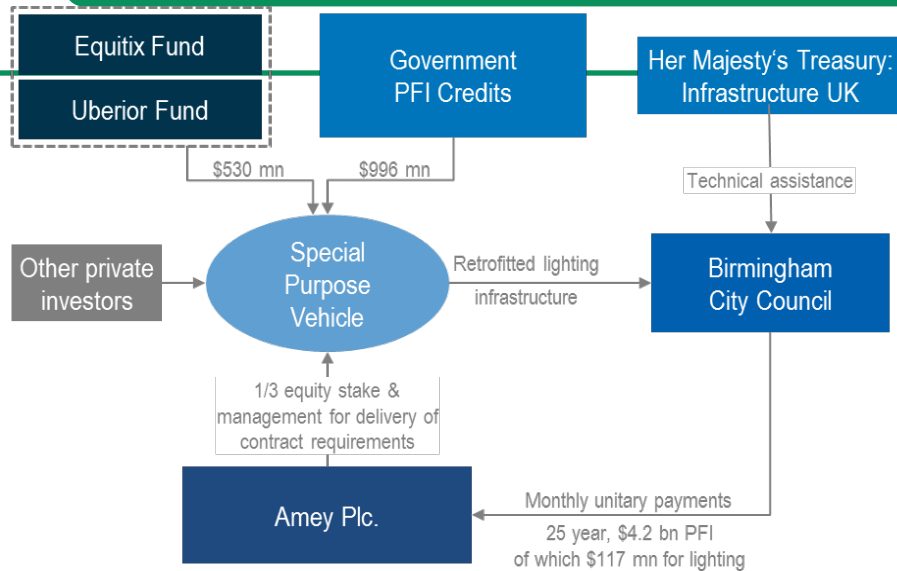 Equitix Fund
Uberior Fund
Government
PFI Credits
Her Majesty‘s Treasury:
Infrastructure UK
$530 mn
$996 mn
Technical assistance
Other private
investors
Special
Purpose
Vehicle
Retrofitted lighting
infrastructure
Birmingham
City Council
1/3 equity stake &
management for delivery of
contract requirements
Amey Plc.
Monthly unitary payments
25 year, $4.2 bn PFI
of which $117 mn for lighting